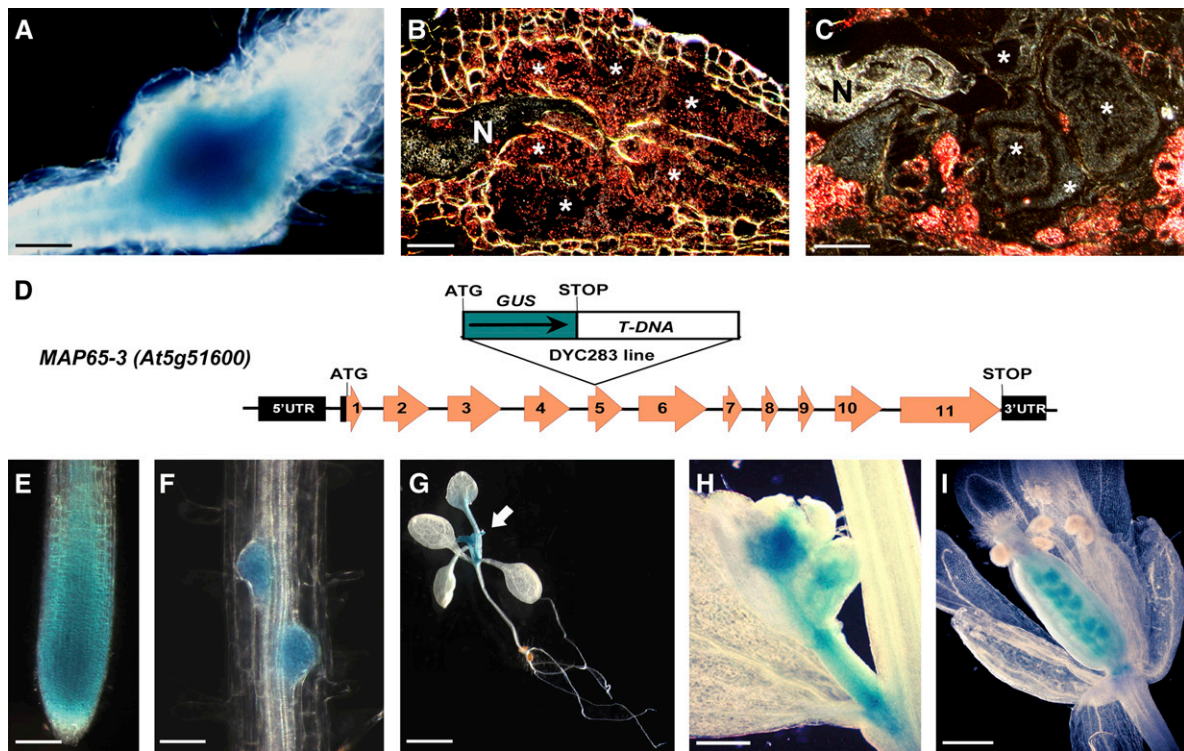 A
B
* * *
N
* *
*
C
*
N
*
*
*
D
ATG GUS STOP
T-DNA
DYC283 line
MAP65-3 (At5g51600)
ATG STOP
5'UTR 1 2 3 4 5 6 7 8 9 10 11 3'UTR
E
F
G
H
I